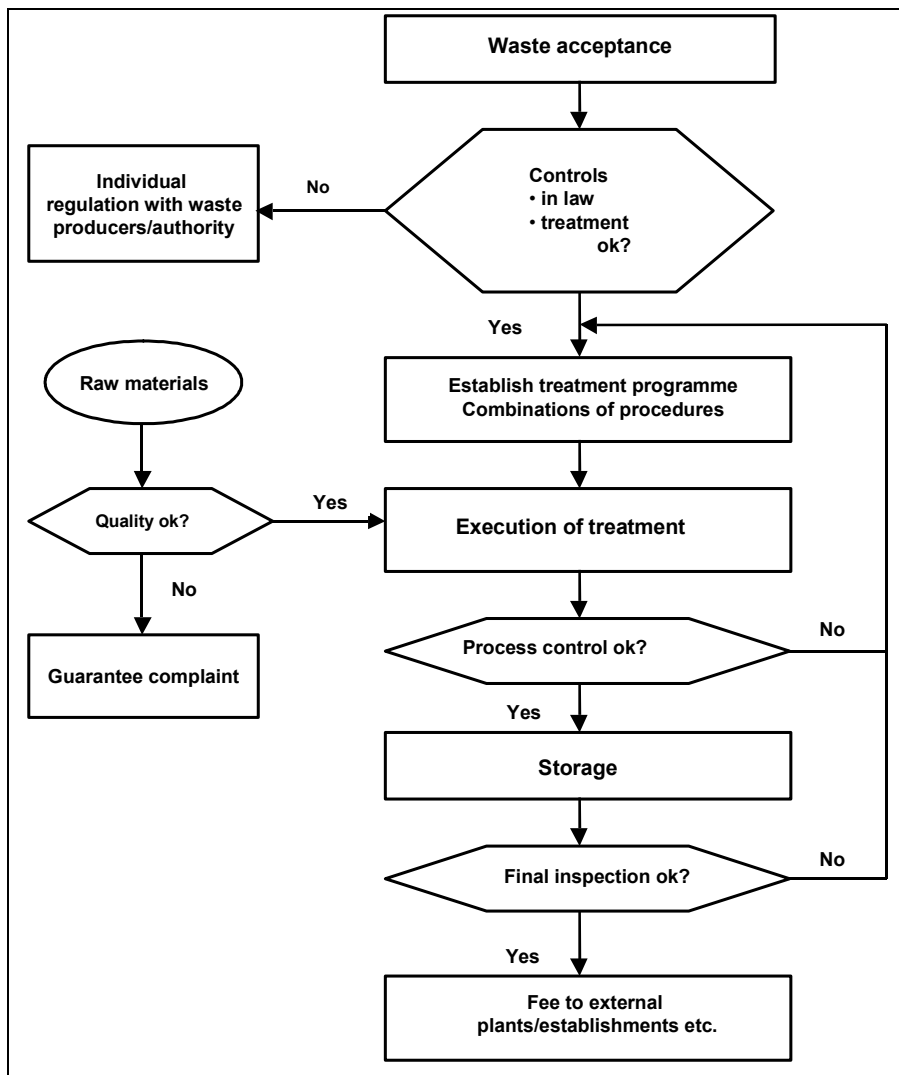 Waste acceptance
Controls
• in law
• treatment
ok?
No
Individual
regulation with waste
producers/authority
Yes
Establish treatment programme
Combinations of procedures
Raw materials
Quality ok?
Yes
No
Guarantee complaint
Execution of treatment
Process control ok?
No
Yes
Storage
Final inspection ok?
No
Yes
Fee to external
plants/establishments etc.